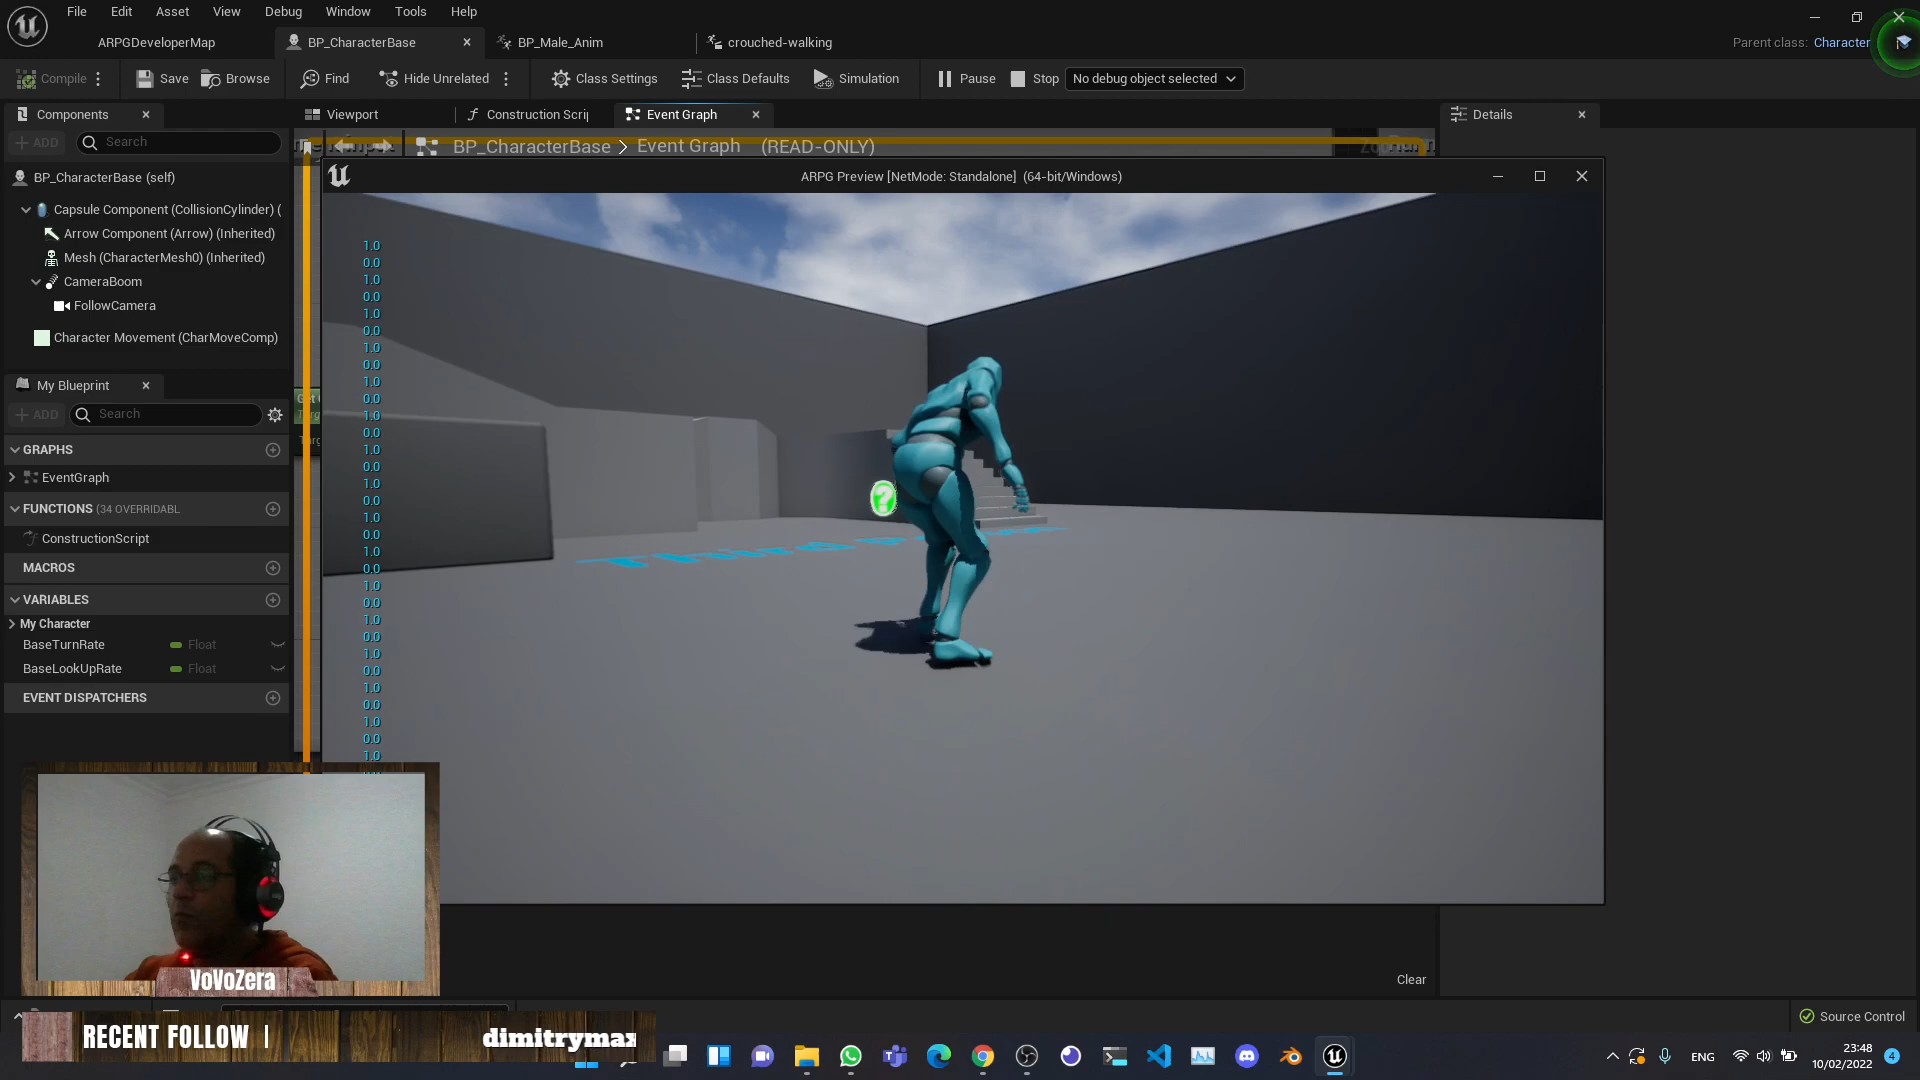 File Edit Asset View Debug Window Tools Help
ARPGDeveloperMap BP_CharacterBase BP_Male_Anim crouched-walking Parent class: Character
Compile Save Browse Find Hide Unrelated Class Settings Class Defaults Simulation Pause Stop No debug object selected
Components Viewport Construction Scrip Event Graph Details
ADD Search BP_CharacterBase > Event Graph (READ-ONLY)
BP_CharacterBase (self) ARPG Preview [NetMode: Standalone] (64-bit/Windows)
Capsule Component (CollisionCylinder) (
Arrow Component (Arrow) (Inherited)
Mesh (CharacterMesh0) (Inherited)
CameraBoom
FollowCamera
Character Movement (CharMoveComp)
My Blueprint
ADD Search
GRAPHS
EventGraph
FUNCTIONS (34 OVERRIDABL
ConstructionScript
MACROS
VARIABLES
My Character
BaseTurnRate Float
BaseLookUpRate Float
EVENT DISPATCHERS
1.0
0.0
1.0
0.0
1.0
0.0
1.0
0.0
1.0
0.0
1.0
0.0
1.0
0.0
1.0
0.0
1.0
0.0
1.0
0.0
1.0
0.0
1.0
0.0
1.0
0.0
1.0
0.0
1.0
0.0
1.0
?
VoVoZera
Clear
Source Control
RECENT FOLLOW | dimitrymax
ENG 23:48
10/02/2022 4